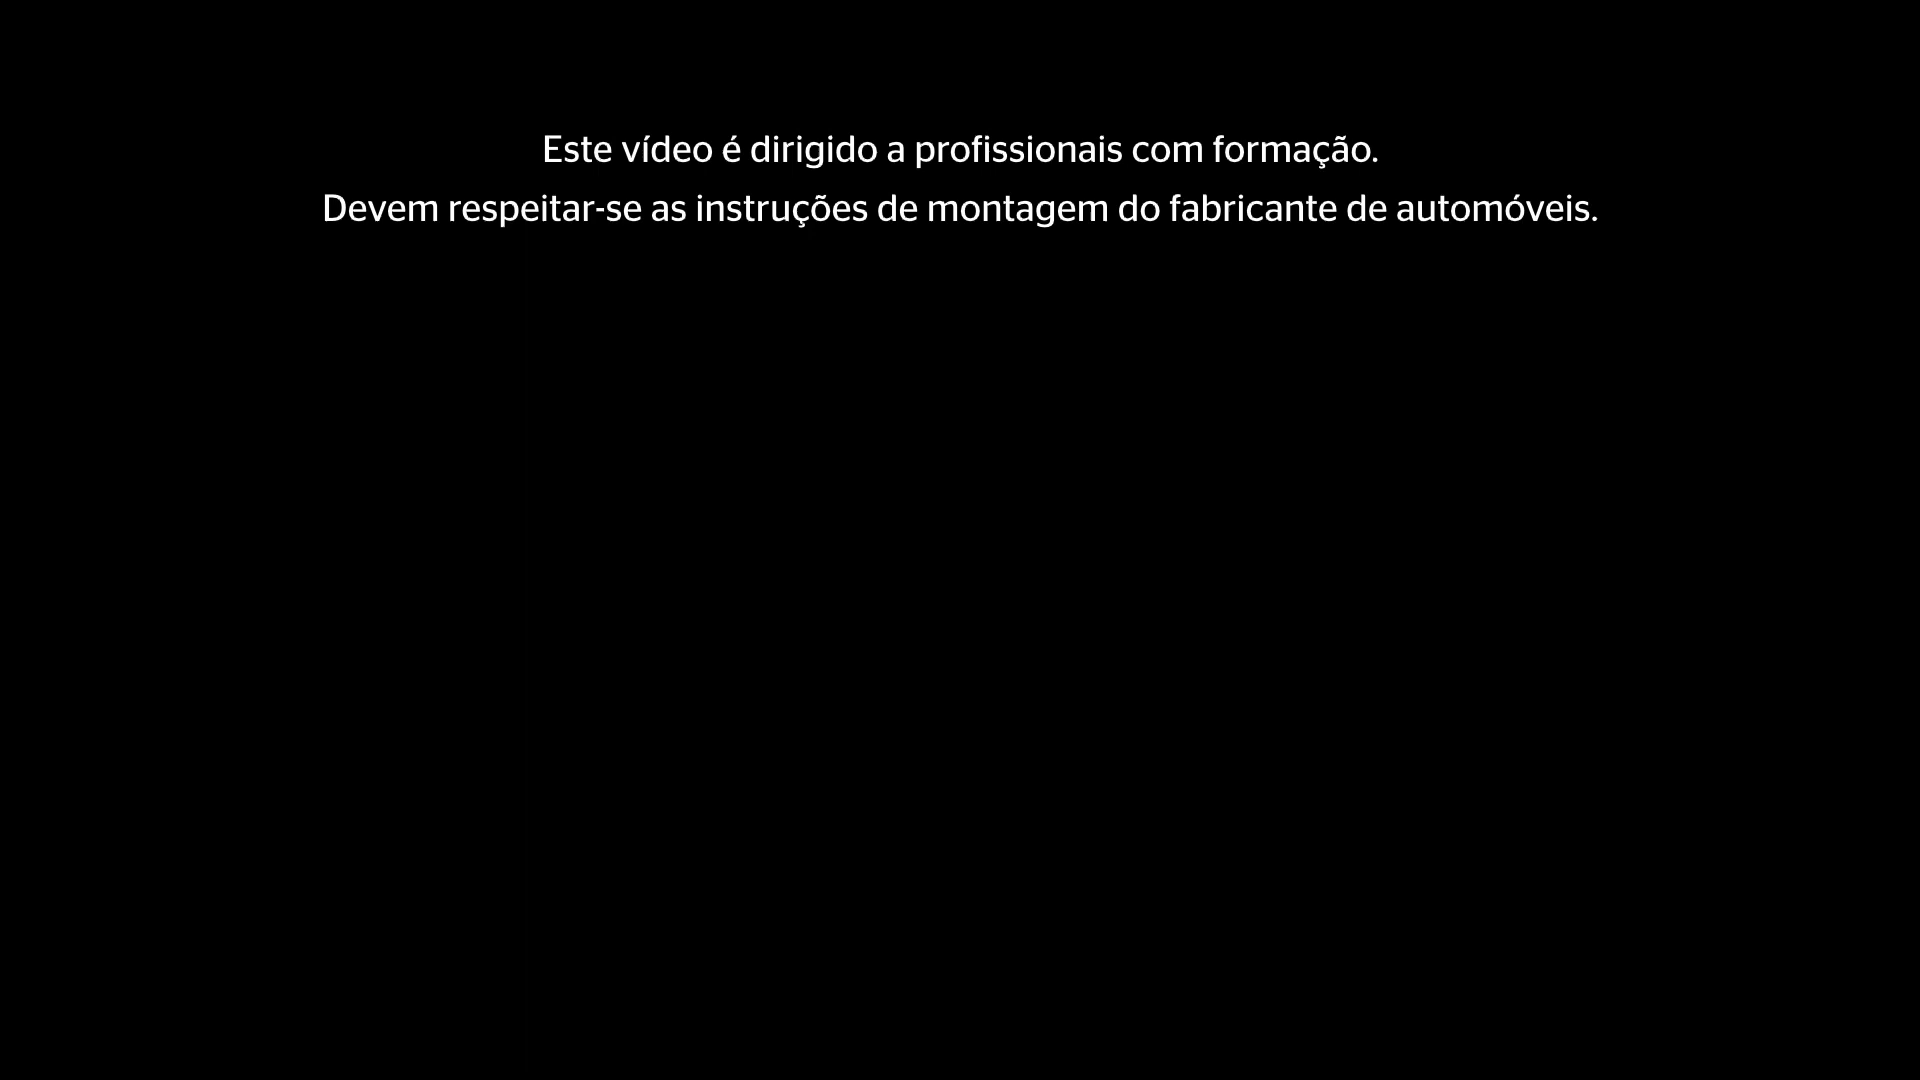 Este vídeo é dirigido a profissionais com formação.
Devem respeitar-se as instruções de montagem do fabricante de automóveis.